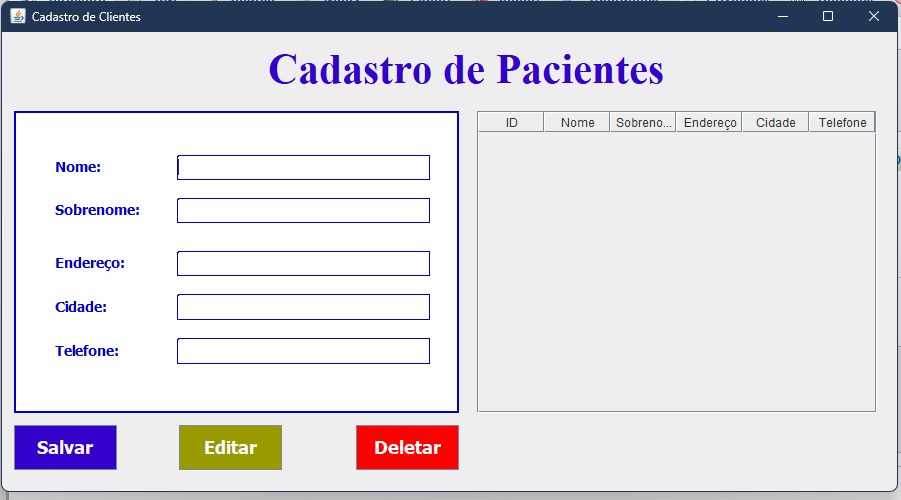 Cadastro de Clientes
Cadastro de Pacientes
Nome:
Sobrenome:
Endereço:
Cidade:
Telefone:
ID Nome Sobreno... Endereço Cidade Telefone
Salvar Editar Deletar